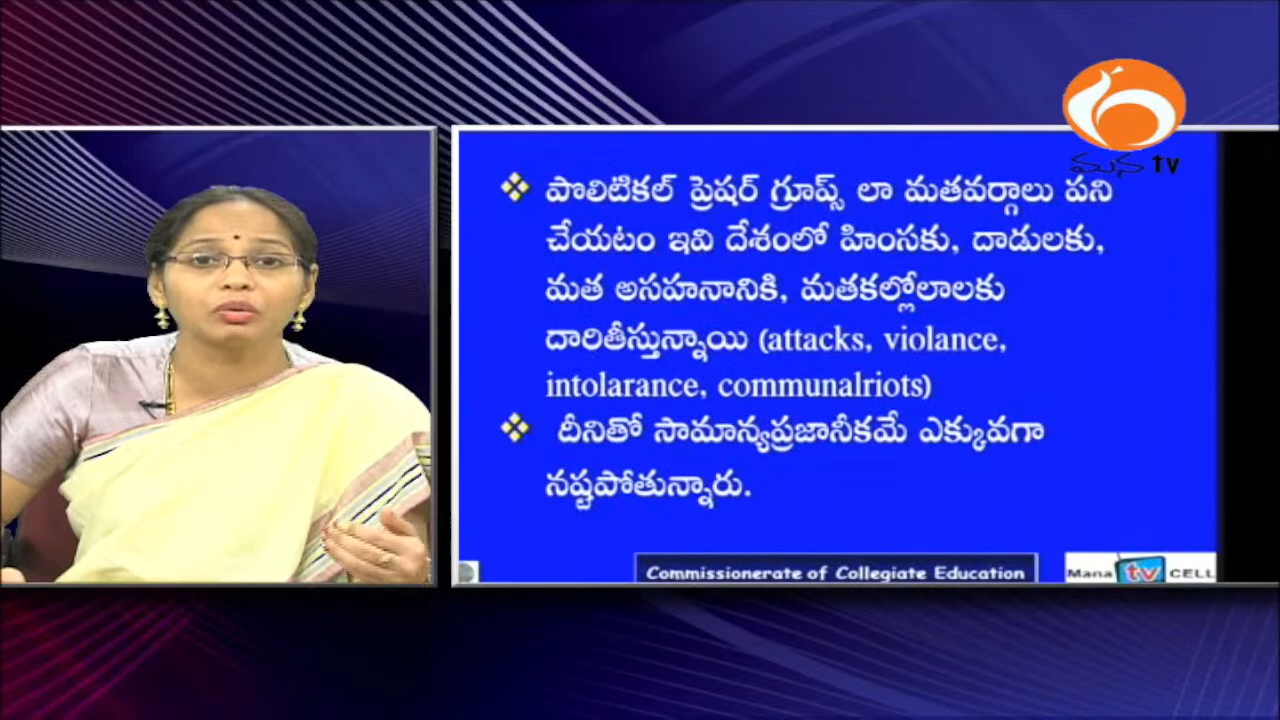 మన tv
పొలిటికల్ ప్రెషర్ గ్రూప్స్ లా మతవర్గాలు పని
చేయటం ఇవి దేశంలో హింసకు, దాడులకు,
మత అసహనానికి, మతకల్లోలాలకు
దారితీస్తున్నాయి (attacks, violance,
intolarance, communalriots)
దీనితో సామాన్యప్రజానీకమే ఎక్కువగా
నష్టపోతున్నారు.
Commissionerate of Collegiate Education
Mana tv CELL